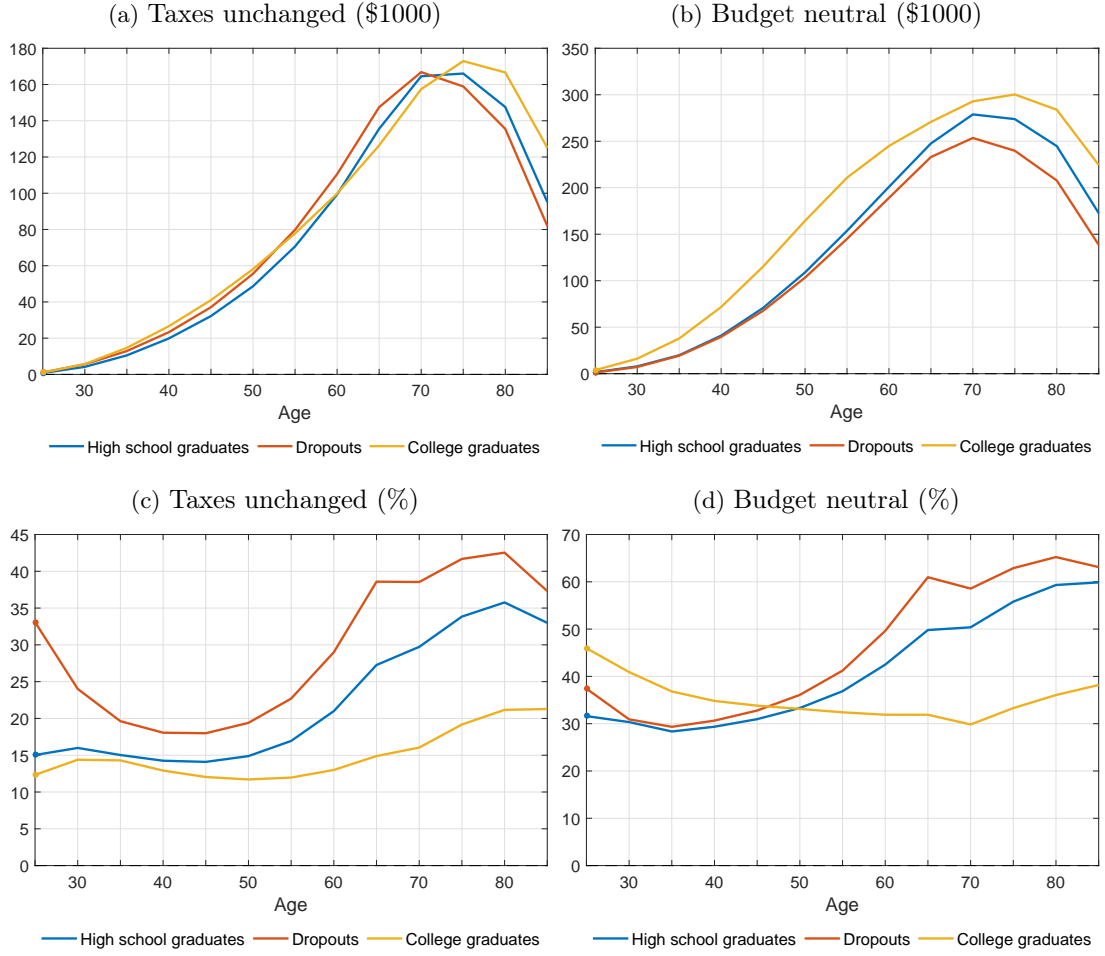 (a) Taxes unchanged ($1000)
180
160
140
120
100
80
60
40
20
0
30 40 50 60 70 80
Age
High school graduates Dropouts College graduates
(b) Budget neutral ($1000)
350
300
250
200
150
100
50
0
30 40 50 60 70 80
Age
High school graduates Dropouts College graduates
(c) Taxes unchanged (%)
45
40
35
30
25
20
15
10
5
0
30 40 50 60 70 80
Age
High school graduates Dropouts College graduates
(d) Budget neutral (%)
70
60
50
40
30
20
10
0
30 40 50 60 70 80
Age
High school graduates Dropouts College graduates